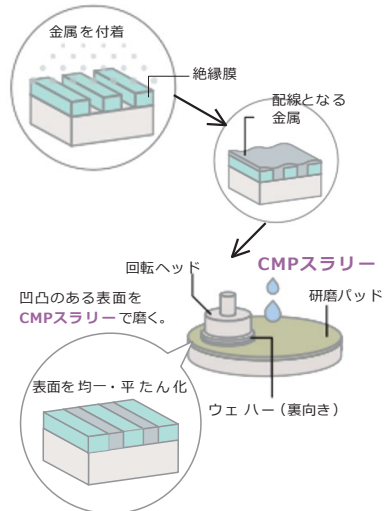 金属を付着
絶縁膜
配線となる
金属
回転ヘッド
CMPスラリー
研磨パッド
凹凸のある表面を
CMPスラリーで磨く。
表面を均一・平たん化
ウェハー(裏向き)